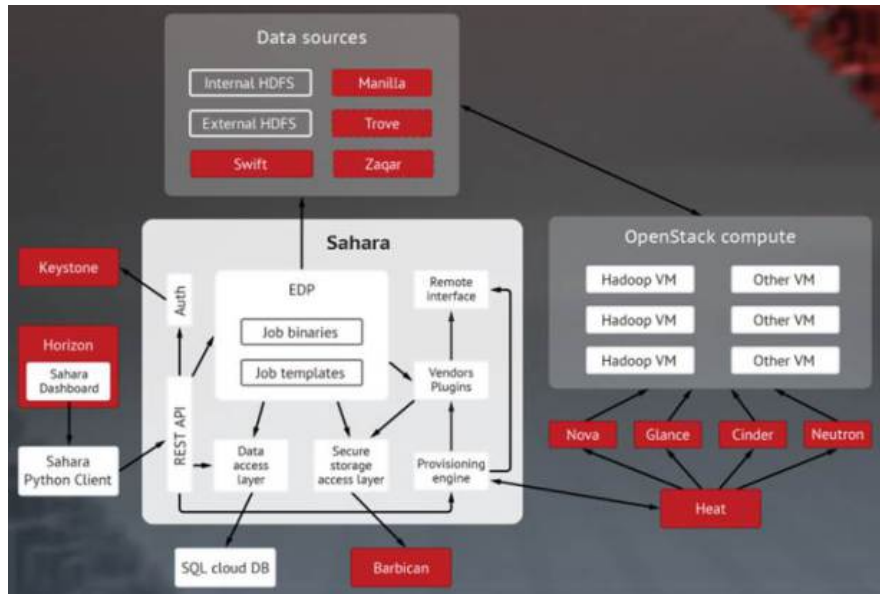 Data sources
Internal HDFS
Manilla
External HDFS
Trove
Swift
Zaqar
Sahara
OpenStack compute
Hadoop VM
Other VM
Hadoop VM
Other VM
Hadoop VM
Other VM
Keystone
Auth
EDP
Job binaries
Job templates
Remote
interface
Horizon
Sahara
Dashboard
Vendors
Plugins
REST API
Nova
Glance
Cinder
Neutron
Sahara
Python Client
Data
access
layer
Secure
storage
access layer
Provisioning
engine
Heat
SQL cloud DB
Barbican